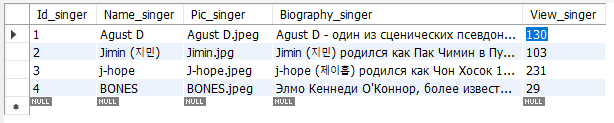 Id_singer Name_singer Pic_singer Biography_singer View_singer
1 Agust D Agust D.jpeg Agust D - один из сценических псевдон... 130
2 Jimin (지민) Jimin.jpg Jimin (지민) родился как Пак Чимин в Пу... 103
3 j-hope J-hope.jpeg j-hope (제이홉) родился как Чон Хосок 1... 231
4 BONES BONES.jpeg Элмо Кеннеди О'Коннор, более извест... 29
NULL NULL NULL NULL NULL